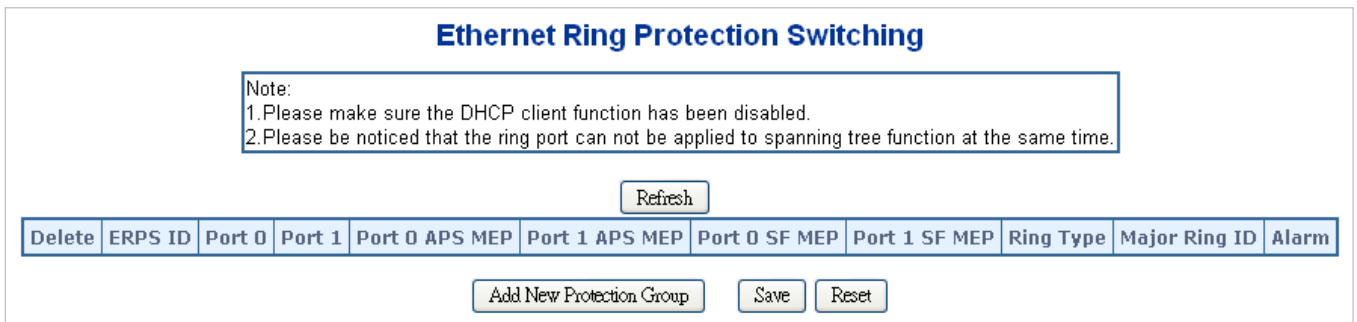 Ethernet Ring Protection Switching
Note:
1.Please make sure the DHCP client function has been disabled.
2.Please be noticed that the ring port can not be applied to spanning tree function at the same time.
Refresh
Delete ERPS ID Port 0 Port 1 Port 0 APS MEP Port 1 APS MEP Port 0 SF MEP Port 1 SF MEP Ring Type Major Ring ID Alarm
Add New Protection Group Save Reset